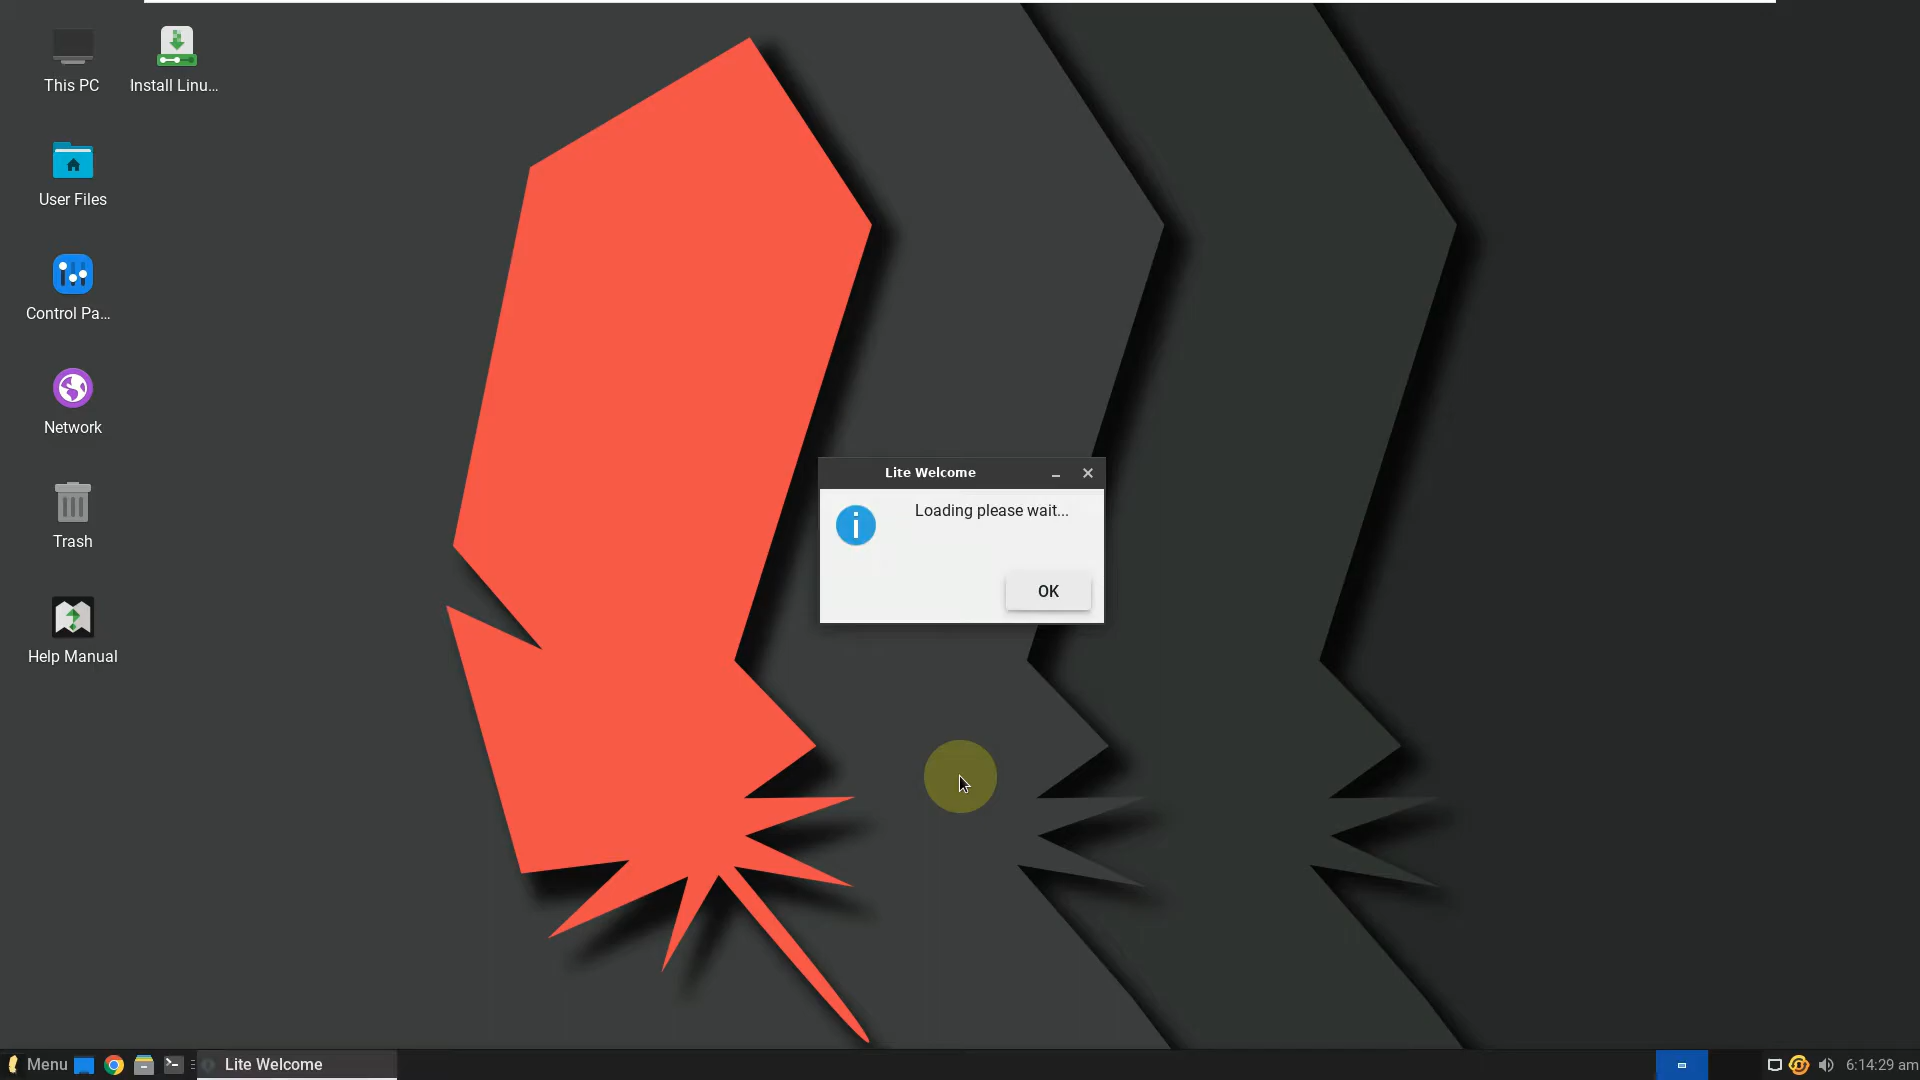 This PC
Install Linu...
User Files
Control Pa...
Network
Trash
Help Manual
Lite Welcome
Loading please wait...
OK
Menu
Lite Welcome
6:14:29 am